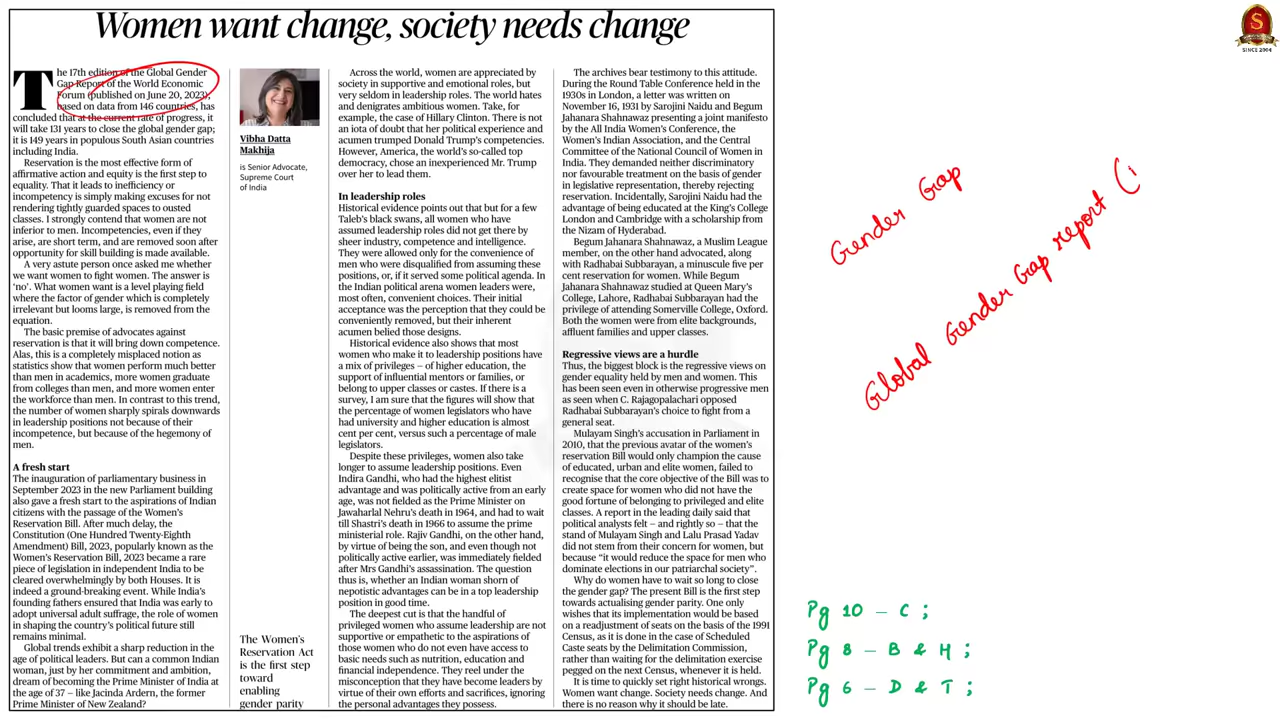 Women want change, society needs change
The 17th edition of the Global Gender
Gap Report of the World Economic
Forum (published on June 20, 2023),
based on data from 146 countries, has
concluded that at the current rate of progress, it
will take 131 years to close the global gender gap;
it is 149 years in populous South Asian countries
including India.
Reservation is the most effective form of
affirmative action and equity is the first step to
equality. That it leads to inefficiency or
incompetency is simply making excuses for not
rendering tightly guarded spaces to ousted
classes. I strongly contend that women are not
inferior to men. Incompetencies, even if they
arise, are short term, and are removed soon after
opportunity for skill building is made available.
A very astute person once asked me whether
we want women to fight women. The answer is
‘no’. What women want is a level playing field
where the factor of gender which is completely
irrelevant but looms large, is removed from the
equation.
The basic premise of advocates against
reservation is that it will bring down competence.
Alas, this is a completely misplaced notion as
statistics show that women perform much better
than men in academics, more women graduate
from colleges than men, and more women enter
the workforce than men. In contrast to this trend,
the number of women sharply spirals downwards
in leadership positions not because of their
incompetency, but because of the hegemony of
men.
A fresh start
The inauguration of parliamentary business in
September 2023 in the new Parliament building
also gave a fresh start to the aspirations of Indian
citizens with the passage of the Women’s
Reservation Bill. After much delay, the
Constitution (One Hundred Twenty-Eighth
Amendment) Bill, 2023, popularly known as the
Women’s Reservation Bill, 2023 became a rare
piece of legislation in independent India to be
cleared overwhelmingly by both Houses. It is
indeed a ground-breaking event. While India’s
founding fathers ensured that India was early to
adopt universal adult suffrage, the role of women
in shaping the country’s political future still
remains minimal.
Global trends exhibit a sharp reduction in the
age of political leaders. But can a common Indian
woman, just by her commitment and ambition,
dream of becoming the Prime Minister of India at
the age of 37 — like Jacinda Ardern, the former
Prime Minister of New Zealand?
Vibha Datta
Makhija
is Senior Advocate,
Supreme Court
of India
The Women’s
Reservation Act
is the first step
toward
enabling
gender parity
Across the world, women are appreciated by
society in supportive and emotional roles, but
very seldom in leadership roles. The world hates
and denigrates ambitious women. Take, for
example, the case of Hillary Clinton. There is not
an iota of doubt that her political experience and
acumen trumped Donald Trump’s competencies.
However, America, the world’s so-called top
democracy, chose an inexperienced Mr. Trump
over her to lead them.
In leadership roles
Historical evidence points out that but for a few
Taleb’s black swans, all women who have
assumed leadership roles did not get there by
sheer industry, competence and intelligence.
They were allowed only for the convenience of
men who were disqualified from assuming these
positions, or, if it served some political agenda. In
the Indian political arena women leaders were,
most often, convenient choices. Their initial
acceptance was the perception that they could be
conveniently removed, but their inherent
acumen belied those designs.
Historical evidence also shows that most
women who make it to leadership positions have
a mix of privileges — of higher education, the
support of influential mentors or families, or
belong to upper classes or castes. If there is a
survey, I am sure that the figures will show that
the percentage of women legislators who have
had university and higher education is almost
cent per cent, versus such a percentage of male
legislators.
Despite these privileges, women also take
longer to assume leadership positions. Even
Indira Gandhi, who had the highest elitist
advantage and was politically active from an early
age, was not fielded as the Prime Minister on
Jawaharlal Nehru’s death in 1964, and had to wait
till Shastri’s death in 1966 to assume the prime
ministerial role. Rajiv Gandhi, on the other hand,
by virtue of being the son, and even though not
politically active earlier, was immediately fielded
after Mrs Gandhi’s assassination. The question
thus is, whether an Indian woman shorn of
nepotistic advantages can be in a top leadership
position in good time.
The deepest cut is that the handful of
privileged women who assume leadership are not
supportive or empathetic to the aspirations of
those women who do not even have access to
basic needs such as nutrition, education and
financial independence. They feel under the
misconception that they have become leaders by
virtue of their own efforts and sacrifices, ignoring
the personal advantages they possess.
The archives bear testimony to this attitude.
During the Round Table Conference held in the
1930s in London, a letter was written on
November 16, 1931 by Sarojini Naidu and Begum
Jahanara Shahnawaz presenting a joint manifesto
by the All India Women’s Conference, the
Women’s Indian Association, and the Central
Committee of the National Council of Women in
India. They demanded neither discriminatory
nor favourable treatment on the basis of gender
in legislative representation, thereby rejecting
reservation. Incidentally, Sarojini Naidu had the
advantage of being educated at the King’s College
London and Cambridge with a scholarship from
the Nizam of Hyderabad.
Begum Jahanara Shahnawaz, a Muslim League
member, on the other hand advocated, along
with Radhabai Subbarayan, a minuscule five per
cent reservation for women. While Begum
Jahanara Shahnawaz studied at Queen Mary’s
College, Lahore, Radhabai Subbarayan had the
privilege of attending Somerville College, Oxford.
Both the women were from elite backgrounds,
affluent families and upper classes.
Regressive views are a hurdle
Thus, the biggest block is the regressive views on
gender equality held by men and women. This
has been seen even in otherwise progressive men
as seen when C. Rajagopalachari opposed
Radhabai Subbarayan’s choice to fight from a
general seat.
Mulayam Singh’s accusation in Parliament in
2010, that the previous avatar of the women’s
reservation Bill would only champion the cause
of educated, urban and elite women, failed to
recognise that the core objective of the Bill was to
create space for women who did not have the
good fortune of belonging to privileged and elite
classes. A report in the leading daily said that
political analysts felt — and rightly so — that the
stand of Mulayam Singh and Lalu Prasad Yadav
did not stem from their concern for women, but
because “it would reduce the space for men who
dominate elections in our patriarchal society”.
Why do women have to wait so long to close
the gender gap? The present Bill is the first step
towards actualising gender parity. One only
wishes that its implementation would be based
on a readjustment of seats on the basis of the 1991
Census, as it is done in the case of Scheduled
Caste seats by the Delimitation Commission,
rather than waiting for the delimitation exercise
pegged on the next Census, whenever it is held.
It is time to quickly set right historical wrongs.
Women want change. Society needs change. And
there is no reason why it should be late.
Gender Gap
Global Gender Gap report (
Pg 10 – C ;
Pg 8 – B & H ;
Pg 6 – D & T ;
S
SINCE 2004